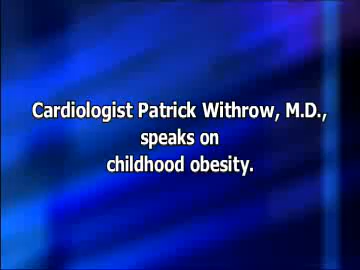 Cardiologist Patrick Withrow, M.D.,
speaks on
childhood obesity.